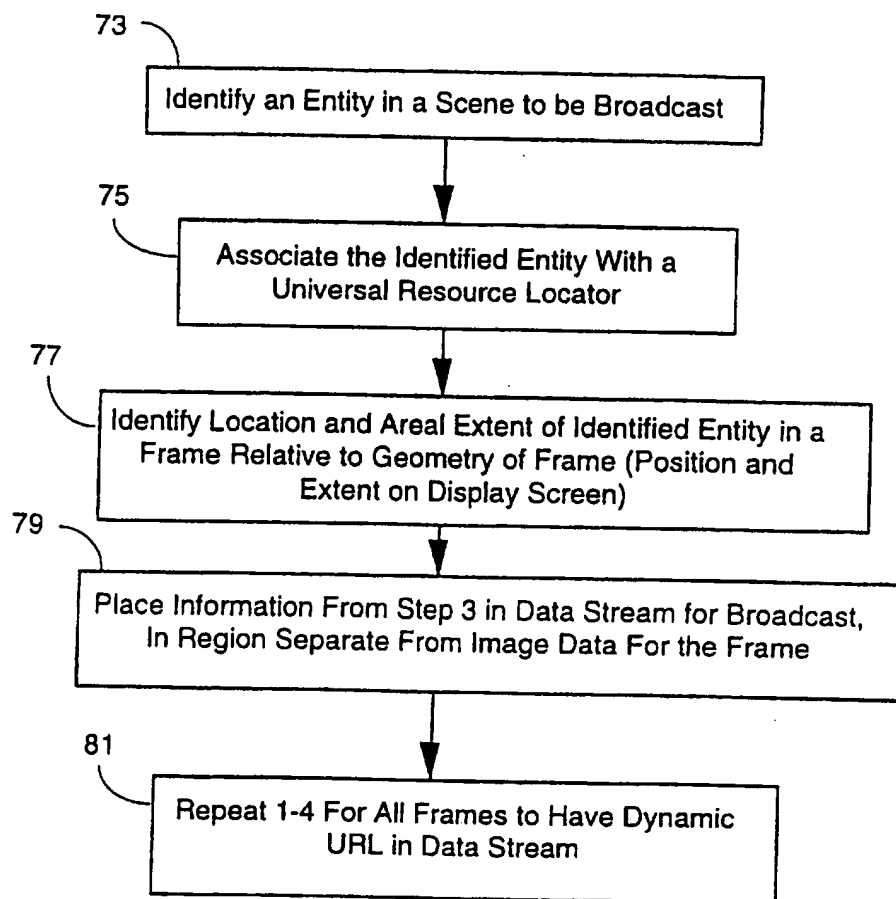 73
Identify an Entity in a Scene to be Broadcast
75
Associate the Identified Entity With a
Universal Resource Locator
77
Identify Location and Areal Extent of Identified Entity in a
Frame Relative to Geometry of Frame (Position and
Extent on Display Screen)
79
Place Information From Step 3 in Data Stream for Broadcast,
In Region Separate From Image Data For the Frame
81
Repeat 1-4 For All Frames to Have Dynamic
URL in Data Stream